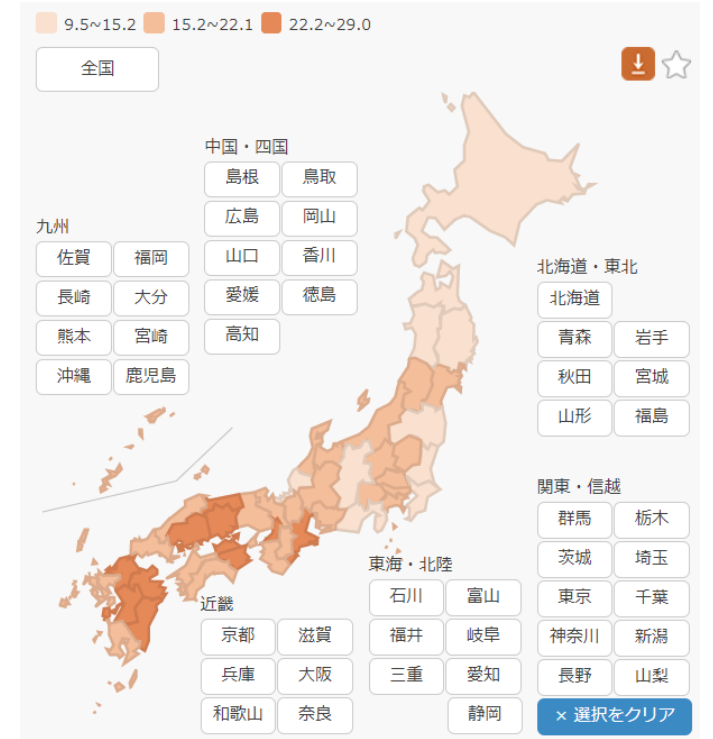 9.5~15.2 15.2~22.1 22.2~29.0
全国
中国・四国
島根 鳥取
広島 岡山
山口 香川
愛媛 徳島
高知
九州
佐賀 福岡
長崎 大分
熊本 宮崎
沖縄 鹿児島
北海道・東北
北海道
青森 岩手
秋田 宮城
山形 福島
関東・信越
群馬 栃木
茨城 埼玉
東京 千葉
神奈川 新潟
長野 山梨
× 選択をクリア
東海・北陸
石川 富山
福井 岐阜
三重 愛知
静岡
近畿
京都 滋賀
兵庫 大阪
和歌山 奈良